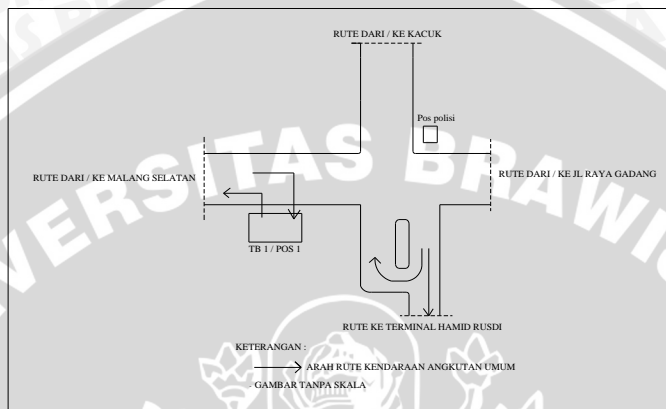 RUTE DARI / KE KACUK
Pos polisi
RUTE DARI / KE MALANG SELATAN
RUTE DARI / KE JL RAYA GADANG
TB 1 / POS 1
RUTE KE TERMINAL HAMID RUSDI
KETERANGAN :
ARAH RUTE KENDARAAN ANGKUTAN UMUM
- GAMBAR TANPA SKALA